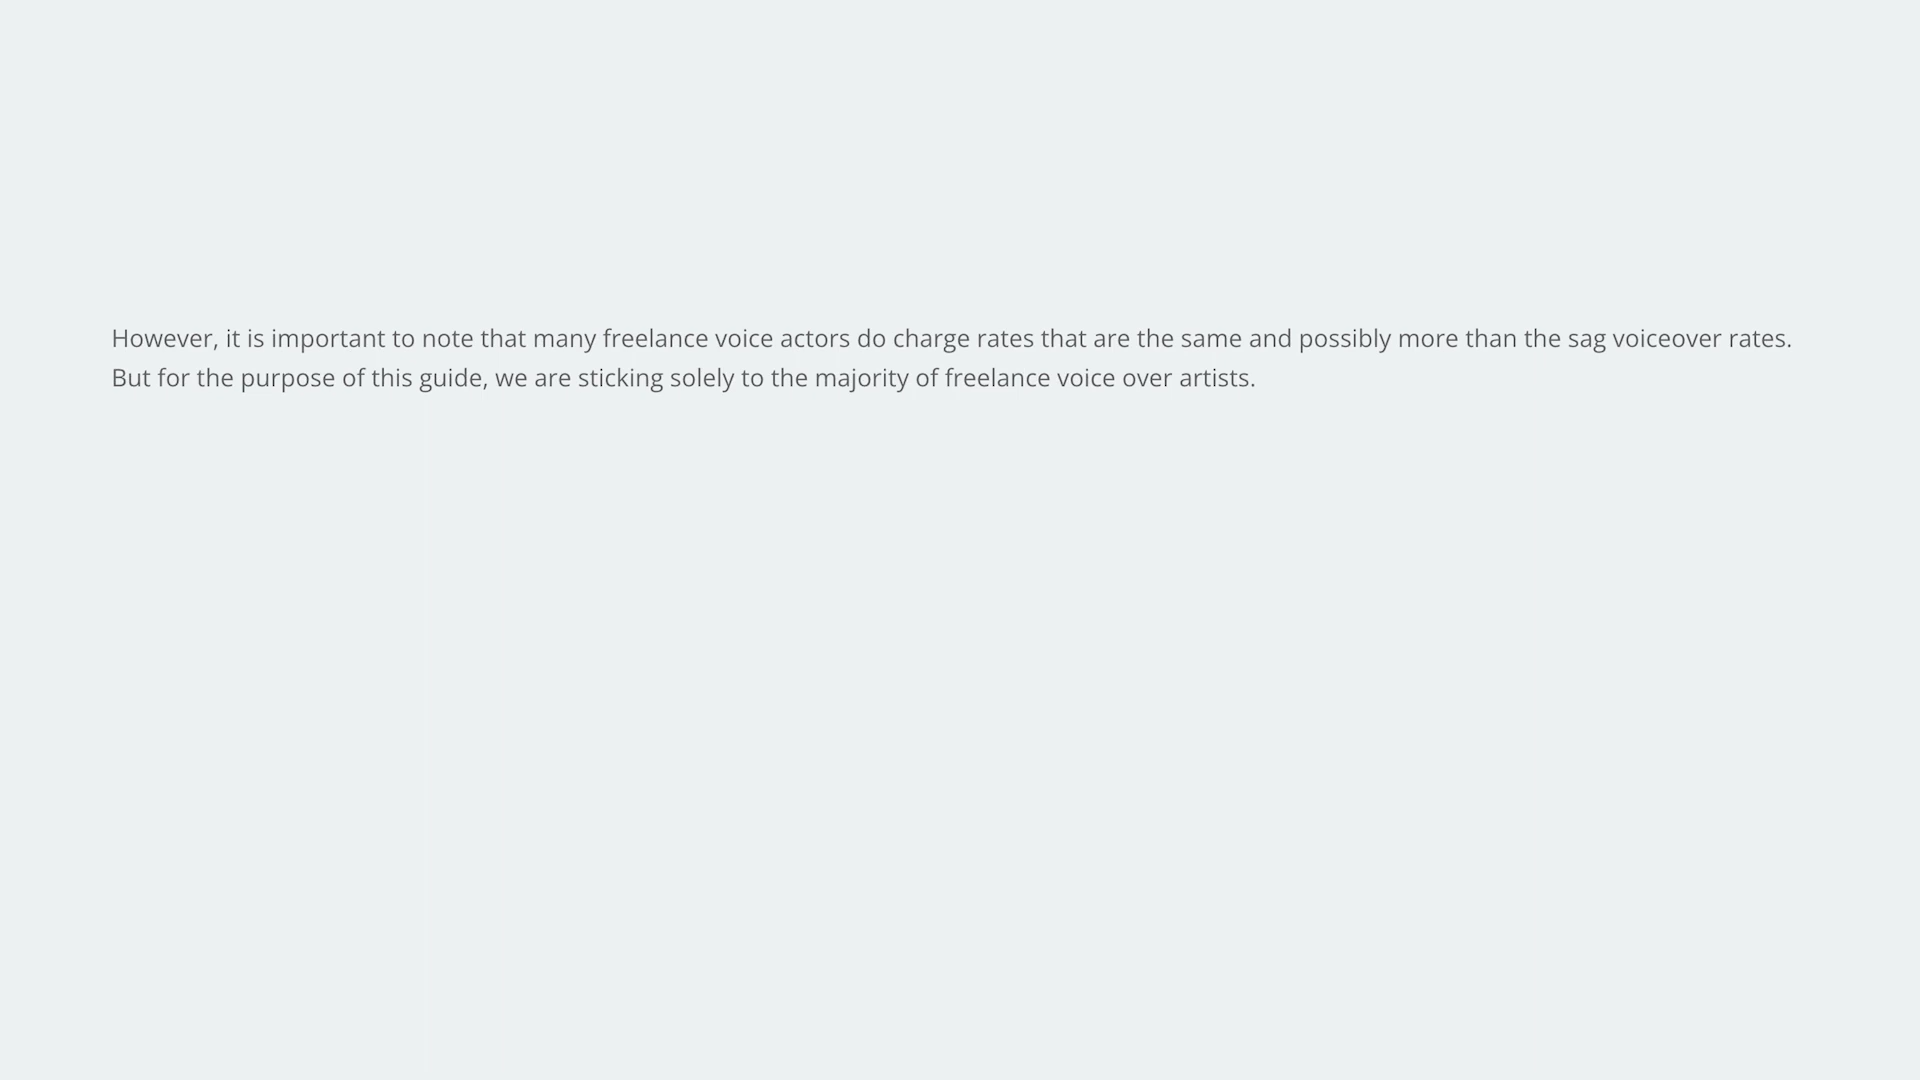 However, it is important to note that many freelance voice actors do charge rates that are the same and possibly more than the sag voiceover rates.
But for the purpose of this guide, we are sticking solely to the majority of freelance voice over artists.